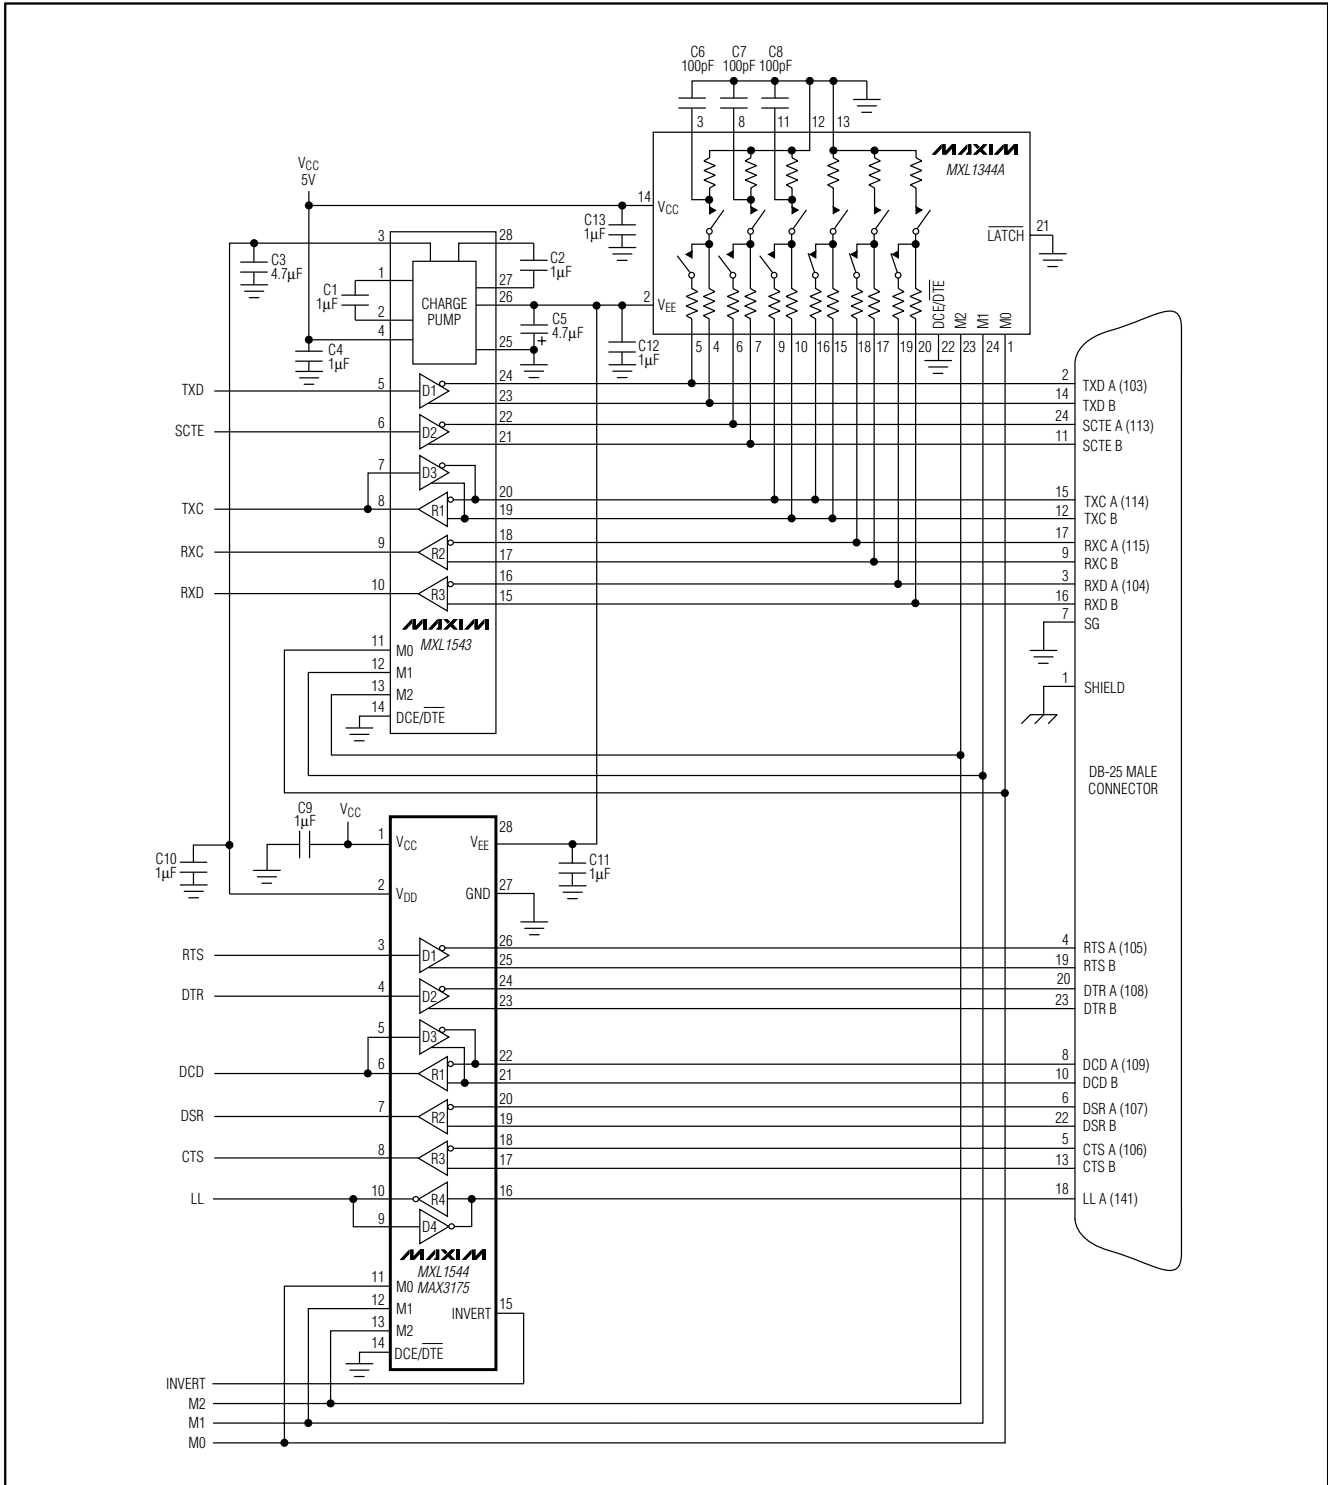 C6 C7 C8
100pF 100pF 100pF
3 8 11 12 13
MAXIM
MXL1344A
VCC
5V
14 VCC
C13
1µF
21
LATCH
3 28
C3
4.7µF
C2
1µF
1 27
C1
1µF
CHARGE
PUMP
26
2 VEE
2
C5
4.7µF
+
4 25
C4
1µF
C12
1µF
DCE/DTE M2 M1 M0
5 4 6 7 9 10 16 15 18 17 19 20 22 23 24 1
TXD 5 D1 24 2 TXD A (103)
23 14 TXD B
SCTE 6 D2 22 24 SCTE A (113)
21 11 SCTE B
7 D3
TXC 8 R1 20 15 TXC A (114)
19 12 TXC B
RXC 9 R2 18 17 RXC A (115)
17 9 RXC B
RXD 10 R3 16 3 RXD A (104)
15 16 RXD B
7 SG
MAXIM
MXL1543
11 M0
12 M1
13 M2
14 DCE/DTE
1 SHIELD
DB-25 MALE
CONNECTOR
C9
1µF
VCC
1 VCC VEE 28
C10
1µF
C11
1µF
2 VDD GND 27
RTS 3 D1 26 4 RTS A (105)
25 19 RTS B
DTR 4 D2 24 20 DTR A (108)
23 23 DTR B
5 D3
DCD 6 R1 22 8 DCD A (109)
21 10 DCD B
DSR 7 R2 20 6 DSR A (107)
19 22 DSR B
CTS 8 R3 18 5 CTS A (106)
17 13 CTS B
LL 10 R4 16 18 LL A (141)
9 D4
MAXIM
MXL1544
MAX3175
11 M0
12 M1
INVERT 15
13 M2
14 DCE/DTE
INVERT
M2
M1
M0